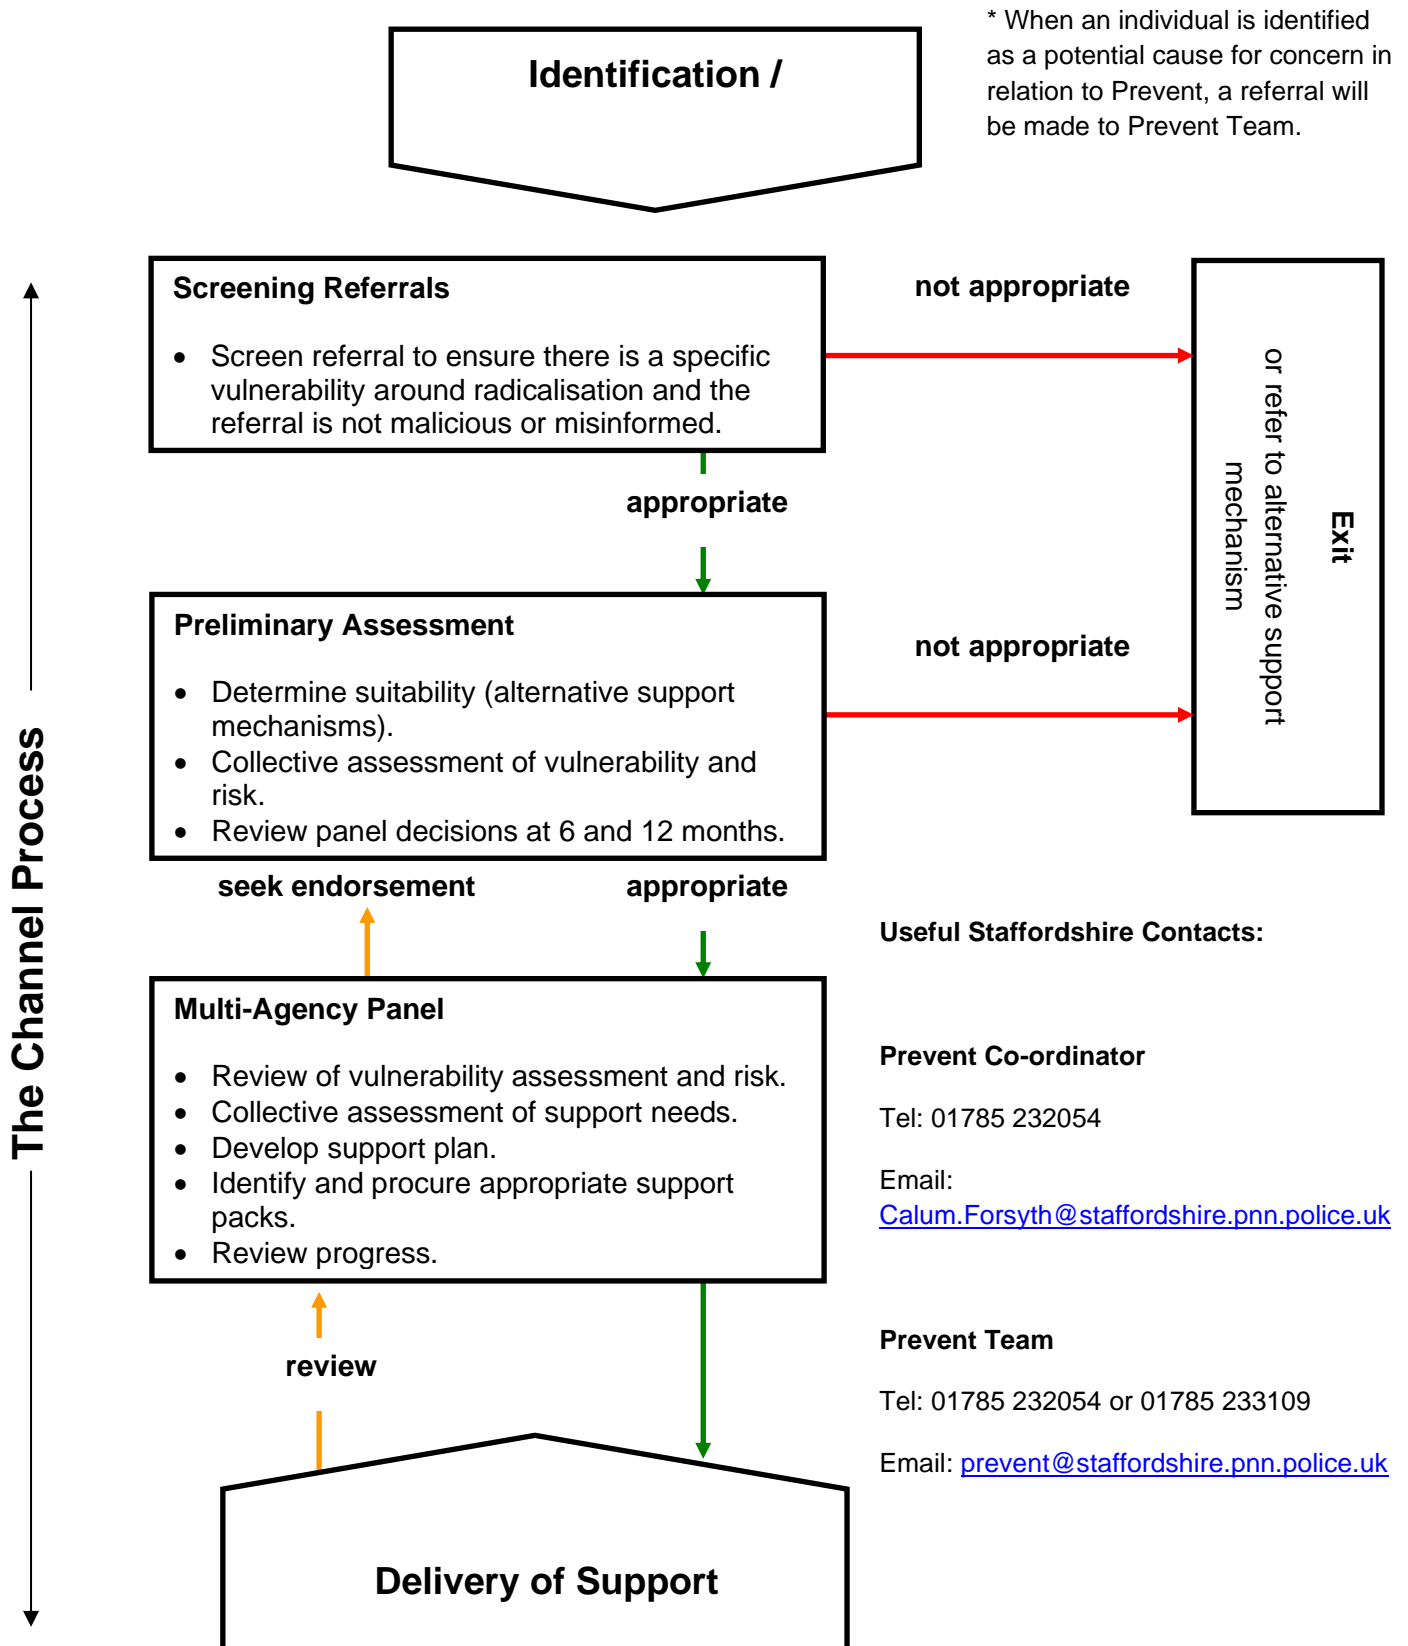 Identification /
* When an individual is identified
as a potential cause for concern in
relation to Prevent, a referral will
be made to Prevent Team.
The Channel Process
Screening Referrals
• Screen referral to ensure there is a specific
vulnerability around radicalisation and the
referral is not malicious or misinformed.
not appropriate
Exit
or refer to alternative support
mechanism
appropriate
Preliminary Assessment
• Determine suitability (alternative support
mechanisms).
• Collective assessment of vulnerability and
risk.
• Review panel decisions at 6 and 12 months.
not appropriate
seek endorsement
appropriate
Multi-Agency Panel
• Review of vulnerability assessment and risk.
• Collective assessment of support needs.
• Develop support plan.
• Identify and procure appropriate support
packs.
• Review progress.
review
Delivery of Support
Useful Staffordshire Contacts:
Prevent Co-ordinator
Tel: 01785 232054
Email:
Calum.Forsyth@staffordshire.pnn.police.uk
Prevent Team
Tel: 01785 232054 or 01785 233109
Email: prevent@staffordshire.pnn.police.uk